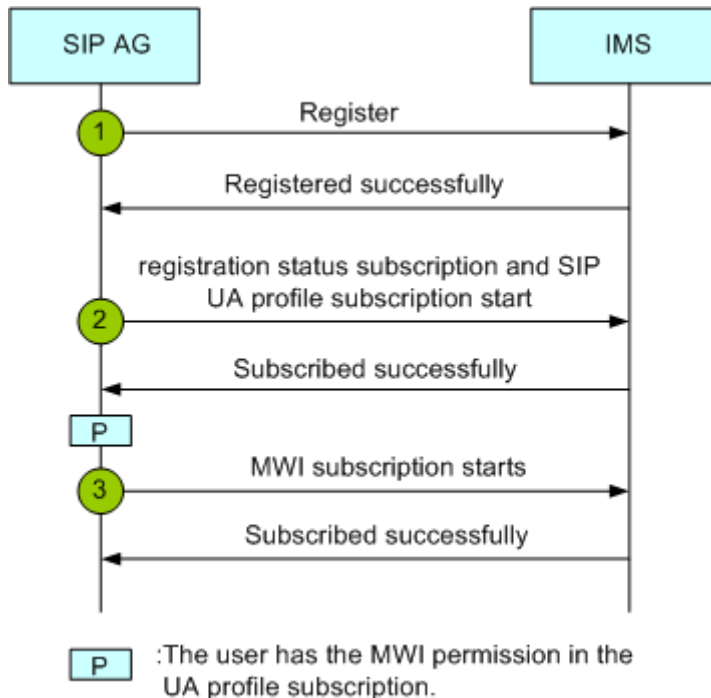 SIP AG
IMS
Register
1
Registered successfully
registration status subscription and SIP
UA profile subscription start
2
Subscribed successfully
P
MWI subscription starts
3
Subscribed successfully
P
:The user has the MWI permission in the
UA profile subscription.